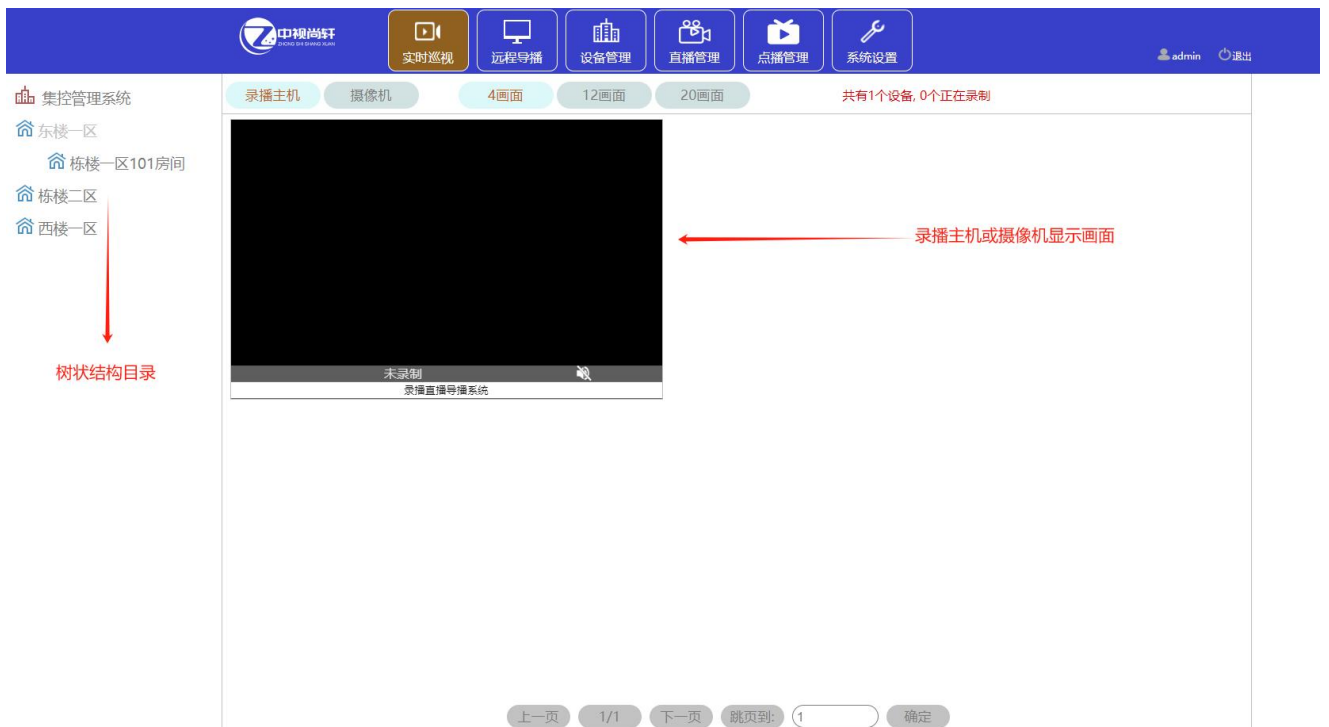 中视尚轩
ZHONG SHI SHANG XUAN
实时巡视
远程导播
设备管理
直播管理
点播管理
系统设置
admin
退出
集控管理系统
东楼一区
栋楼一区101房间
栋楼二区
西楼一区
树状结构目录
录播主机
摄像机
4画面
12画面
20画面
共有1个设备, 0个正在录制
未录制
录播直播导播系统
录播主机或摄像机显示画面
上一页
1/1
下一页
跳页到:
1
确定